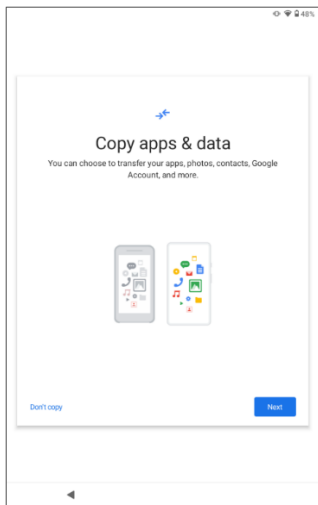 48%
Copy apps & data
You can choose to transfer your apps, photos, contacts, Google
Account, and more.
Don't copy
Next